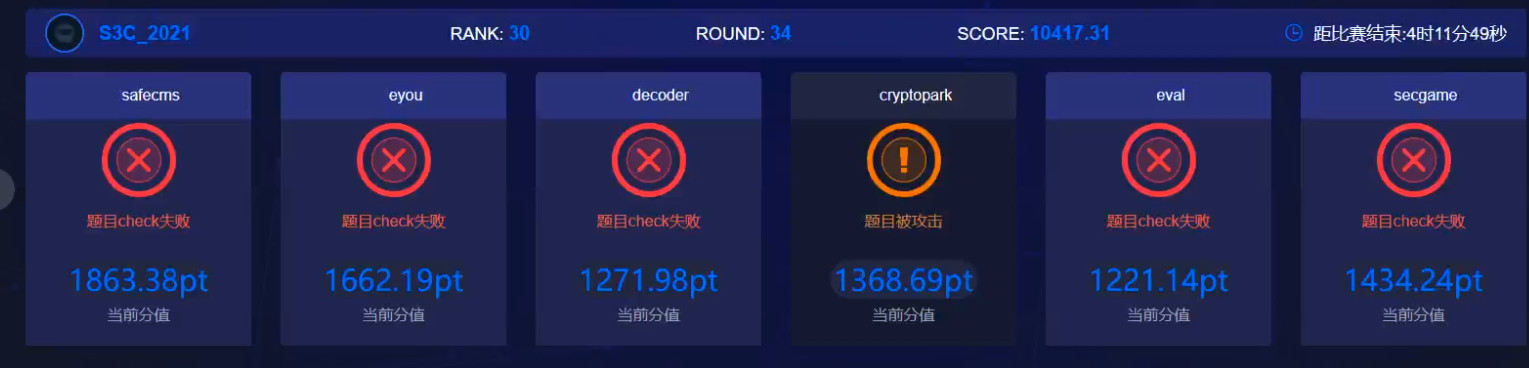 S3C_2021 RANK: 30 ROUND: 34 SCORE: 10417.31 距比赛结束:4时11分49秒
safecms eyou decoder cryptopark eval secgame
题目check失败 题目check失败 题目check失败 题目被攻击 题目check失败 题目check失败
1863.38pt 1662.19pt 1271.98pt 1368.69pt 1221.14pt 1434.24pt
当前分值 当前分值 当前分值 当前分值 当前分值 当前分值